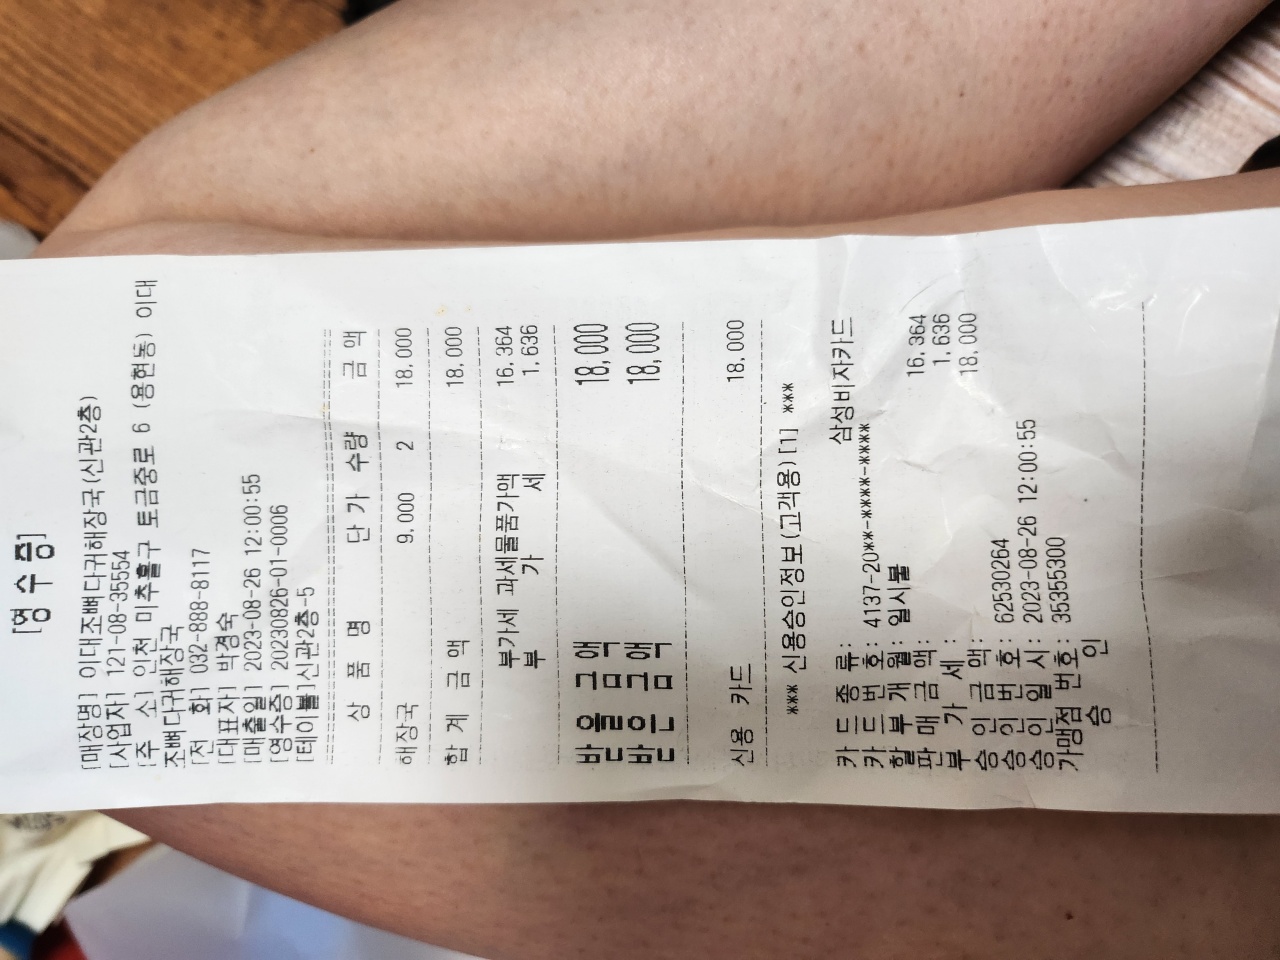 [영 수 증]
[매장명] 이대조뼈다귀해장국(신관2층)
[사업자] 121-08-35554
[주 소] 인천 미추홀구 토금중로 6 (용현동) 이대
조뼈다귀해장국
[전 화] 032-888-8117
[대표자] 박경숙
[매출일] 2023-08-26 12:00:55
[영수증] 20230826-01-0006
[테이블]신관2층-5
상 품 명 단 가 수량 금 액
해장국 9,000 2 18,000
합 계 금 액 18,000
부가세 과세물품가액 16,364
부 가 세 1,636
받을금액 18,000
받은금액 18,000
신용 카드 18,000
*** 신용승인정보(고객용)[1] ***
카 드 종 류: 삼성비자카드
카 드 번 호: 4137-20**-****-****
할 부 개 월: 일시불
판 매 금 액: 16,364
부 가 세 : 1,636
승 인 금 액: 18,000
승 인 번 호: 62530264
승 인 일 시: 2023-08-26 12:00:55
가맹점 번호: 35355300
승 인